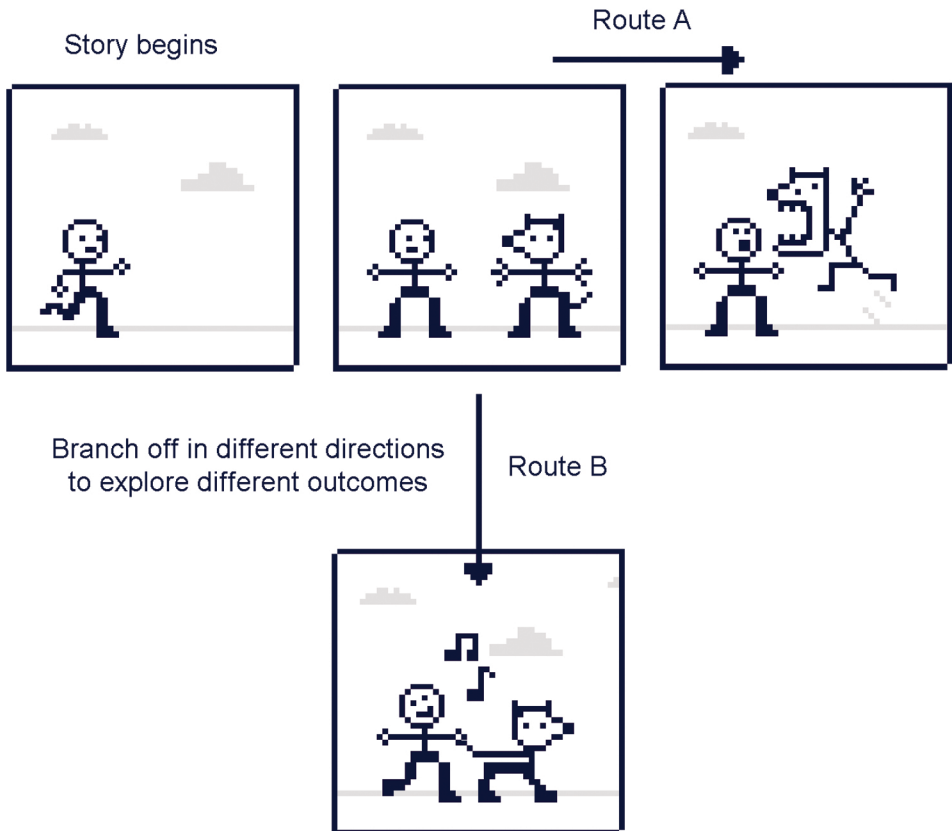 Story begins
Route A
Branch off in different directions
to explore different outcomes
Route B